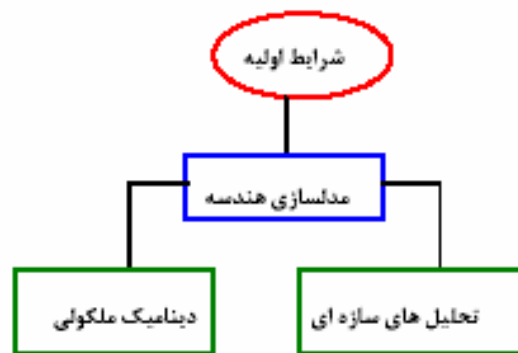 شرایط اولیه
مدلسازی هندسه
تحلیل های سازه ای
دینامیک ملکولی